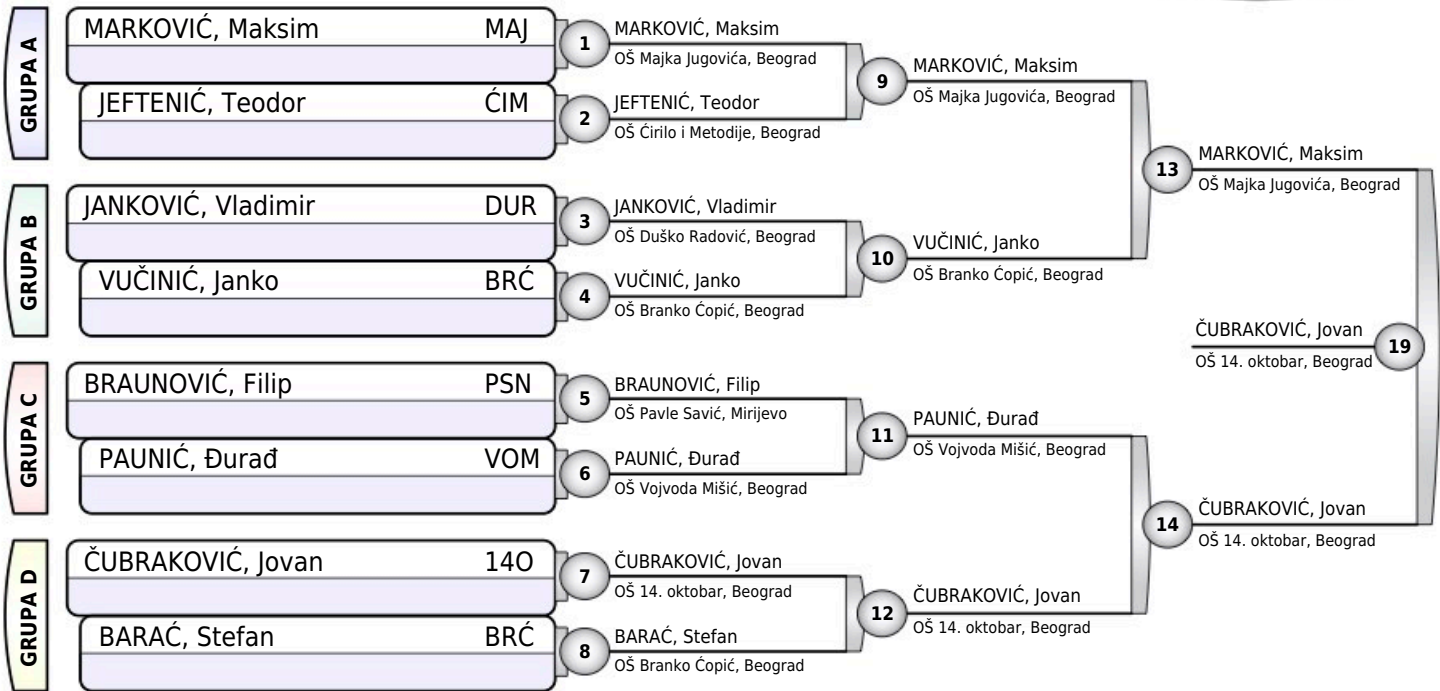 GRUPA A
MARKOVIĆ, Maksim MAJ
JEFTENIĆ, Teodor ĆIM
GRUPA B
JANKOVIĆ, Vladimir DUR
VUČINIĆ, Janko BRĆ
GRUPA C
BRAUNOVIĆ, Filip PSN
PAUNIĆ, Đurađ VOM
GRUPA D
ČUBRAKOVIĆ, Jovan 14O
BARAĆ, Stefan BRĆ
1 MARKOVIĆ, Maksim
OŠ Majka Jugovića, Beograd
2 JEFTENIĆ, Teodor
OŠ Ćirilo i Metodije, Beograd
3 JANKOVIĆ, Vladimir
OŠ Duško Radović, Beograd
4 VUČINIĆ, Janko
OŠ Branko Ćopić, Beograd
5 BRAUNOVIĆ, Filip
OŠ Pavle Savić, Mirijevo
6 PAUNIĆ, Đurađ
OŠ Vojvoda Mišić, Beograd
7 ČUBRAKOVIĆ, Jovan
OŠ 14. oktobar, Beograd
8 BARAĆ, Stefan
OŠ Branko Ćopić, Beograd
9 MARKOVIĆ, Maksim
OŠ Majka Jugovića, Beograd
10 VUČINIĆ, Janko
OŠ Branko Ćopić, Beograd
11 PAUNIĆ, Đurađ
OŠ Vojvoda Mišić, Beograd
12 ČUBRAKOVIĆ, Jovan
OŠ 14. oktobar, Beograd
13 MARKOVIĆ, Maksim
OŠ Majka Jugovića, Beograd
14 ČUBRAKOVIĆ, Jovan
OŠ 14. oktobar, Beograd
ČUBRAKOVIĆ, Jovan 19
OŠ 14. oktobar, Beograd